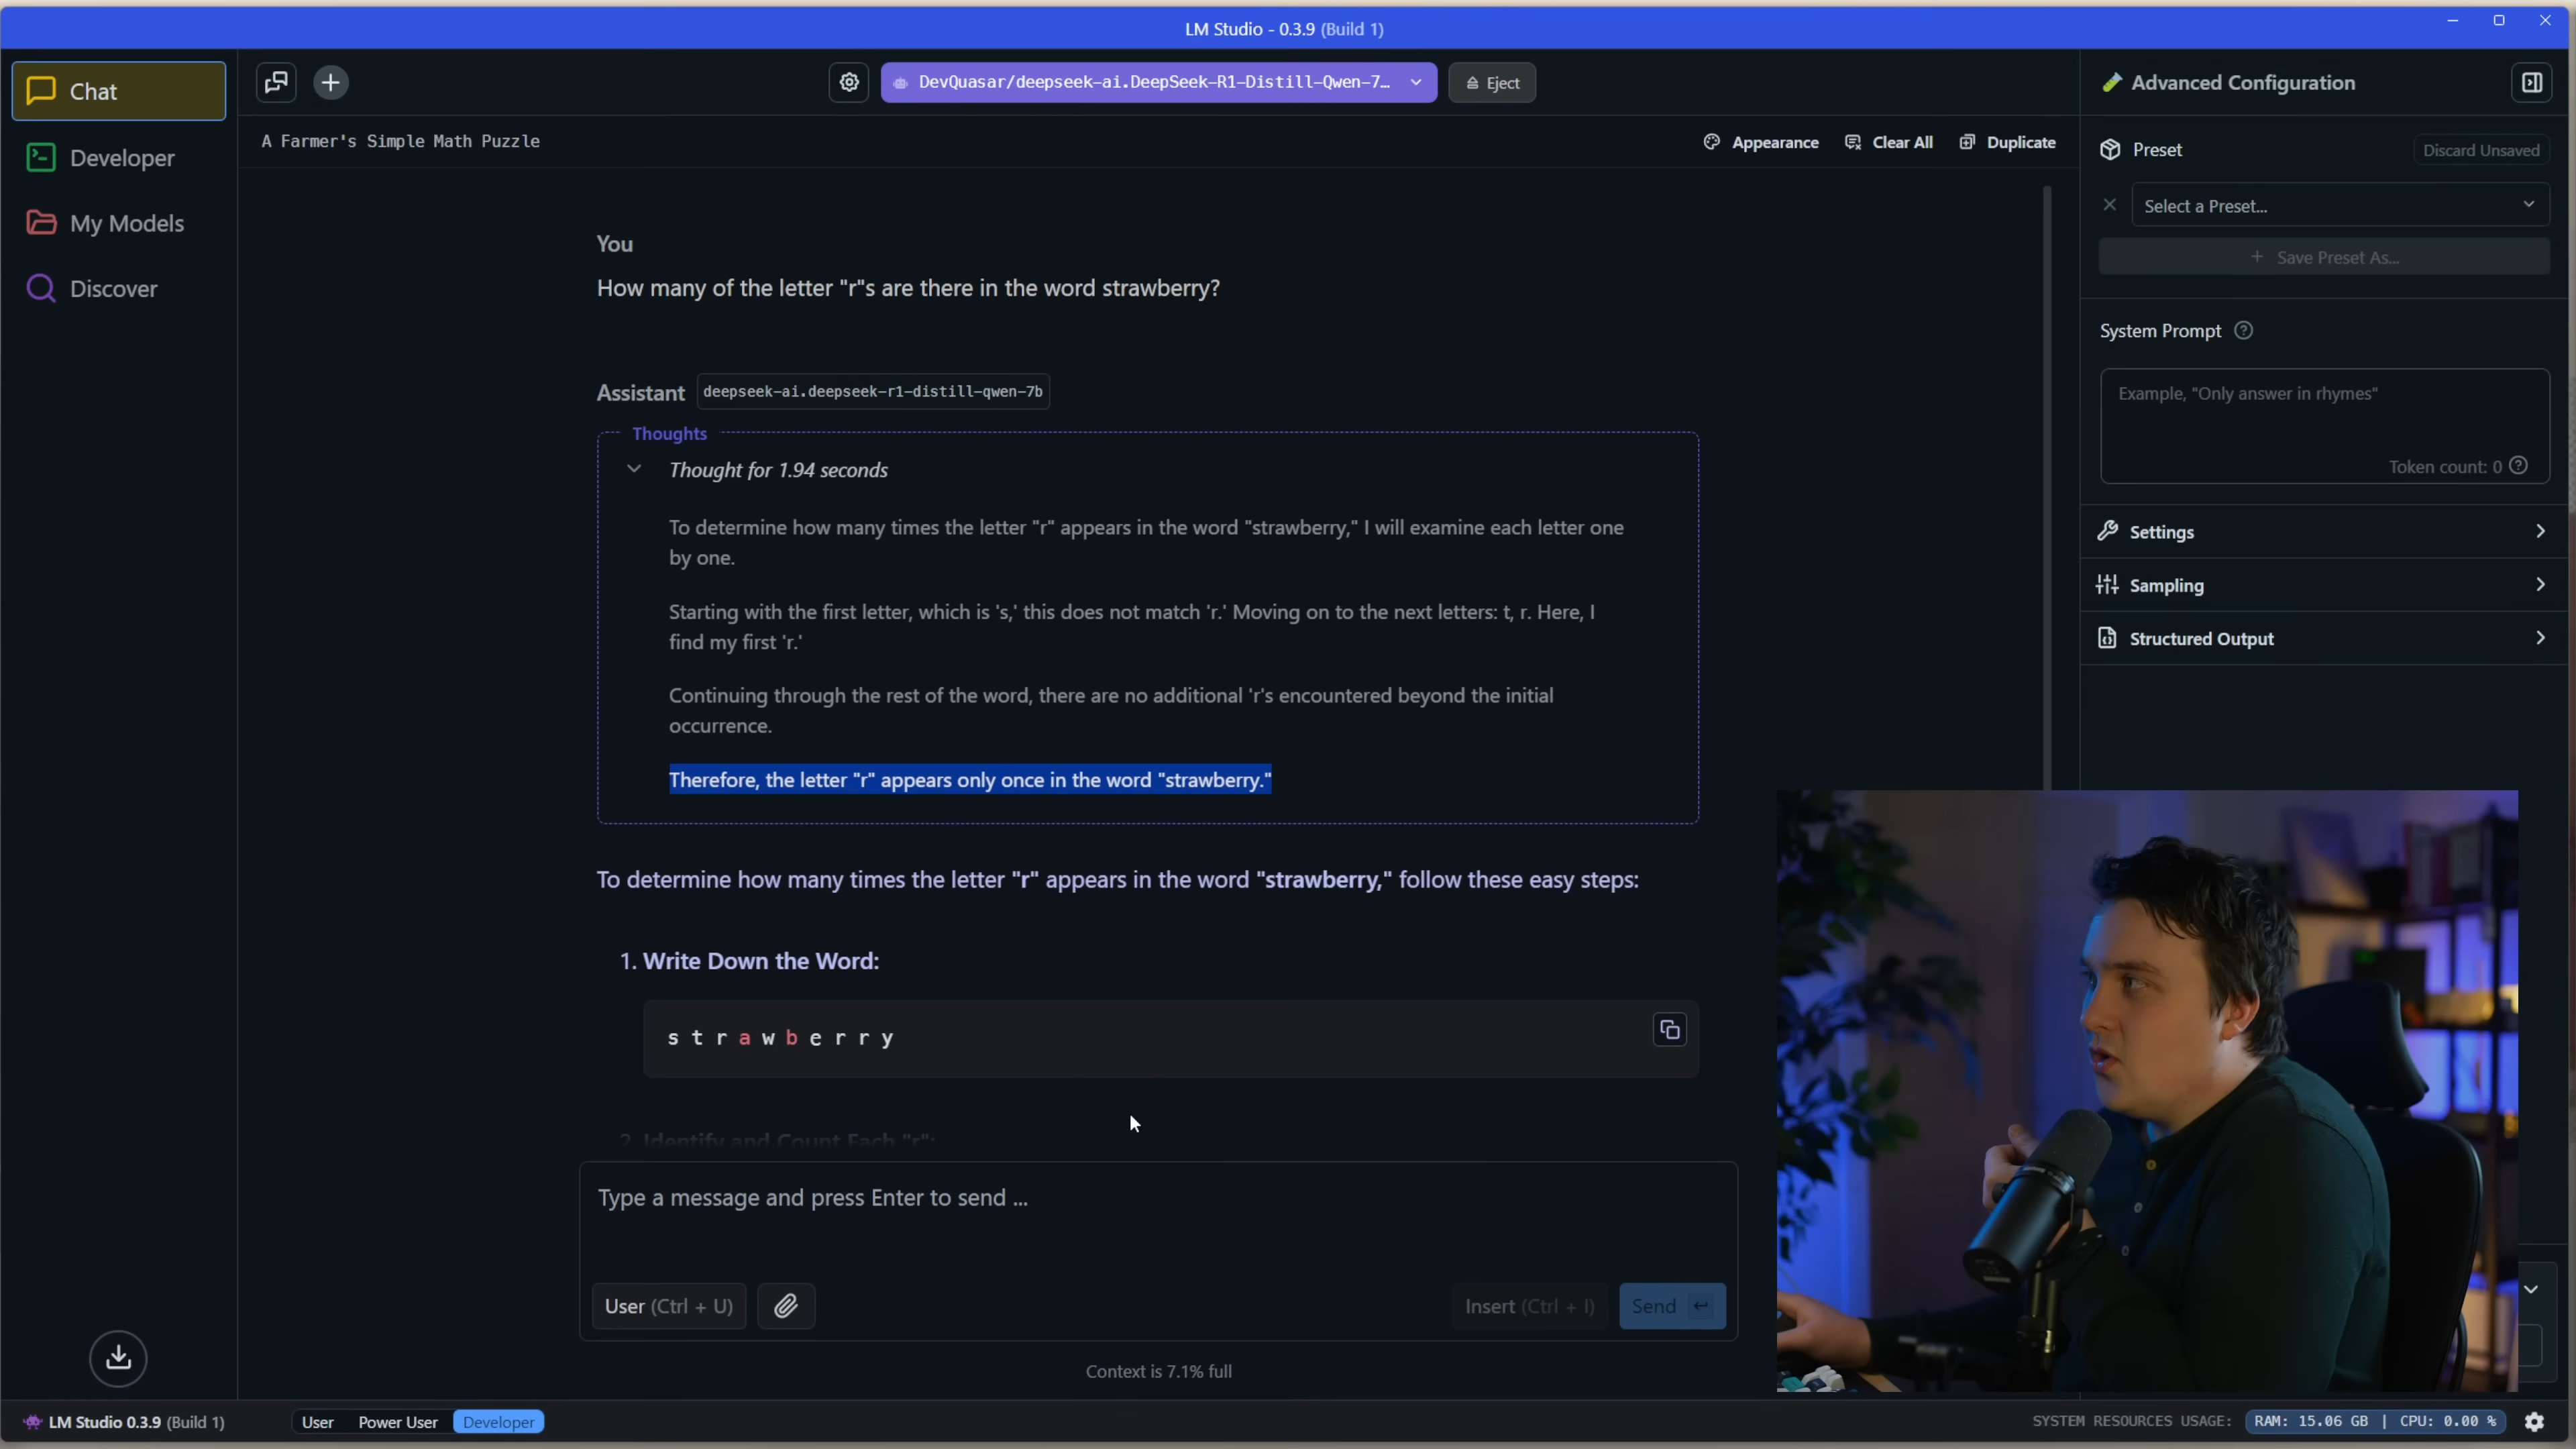 LM Studio - 0.3.9 (Build 1)
Chat
Developer
My Models
Discover
DevQuasar/deepseek-ai.DeepSeek-R1-Distill-Qwen-7...
Eject
A Farmer's Simple Math Puzzle
Appearance
Clear All
Duplicate
You
How many of the letter "r"s are there in the word strawberry?
Assistant deepseek-ai.deepseek-r1-distill-qwen-7b
Thoughts
Thought for 1.94 seconds
To determine how many times the letter "r" appears in the word "strawberry," I will examine each letter one
by one.
Starting with the first letter, which is 's,' this does not match 'r.' Moving on to the next letters: t, r. Here, I
find my first 'r.'
Continuing through the rest of the word, there are no additional 'r's encountered beyond the initial
occurrence.
Therefore, the letter "r" appears only once in the word "strawberry."
To determine how many times the letter "r" appears in the word "strawberry," follow these easy steps:
1. Write Down the Word:
s t r a w b e r r y
2. Identify and Count Each "r":
Type a message and press Enter to send ...
User (Ctrl + U)
Insert (Ctrl + I)
Send
Context is 7.1% full
Advanced Configuration
Preset
Discard Unsaved
Select a Preset...
+ Save Preset As...
System Prompt
Example, "Only answer in rhymes"
Token count: 0
Settings
Sampling
Structured Output
LM Studio 0.3.9 (Build 1)
User
Power User
Developer
SYSTEM RESOURCES USAGE:
RAM: 15.06 GB | CPU: 0.00 %